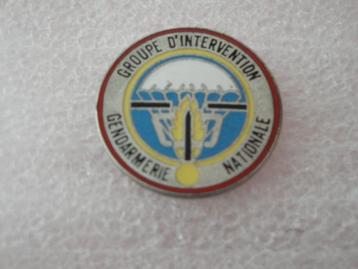 GROUPE D'INTERVENTION
GENDARMERIE NATIONALE